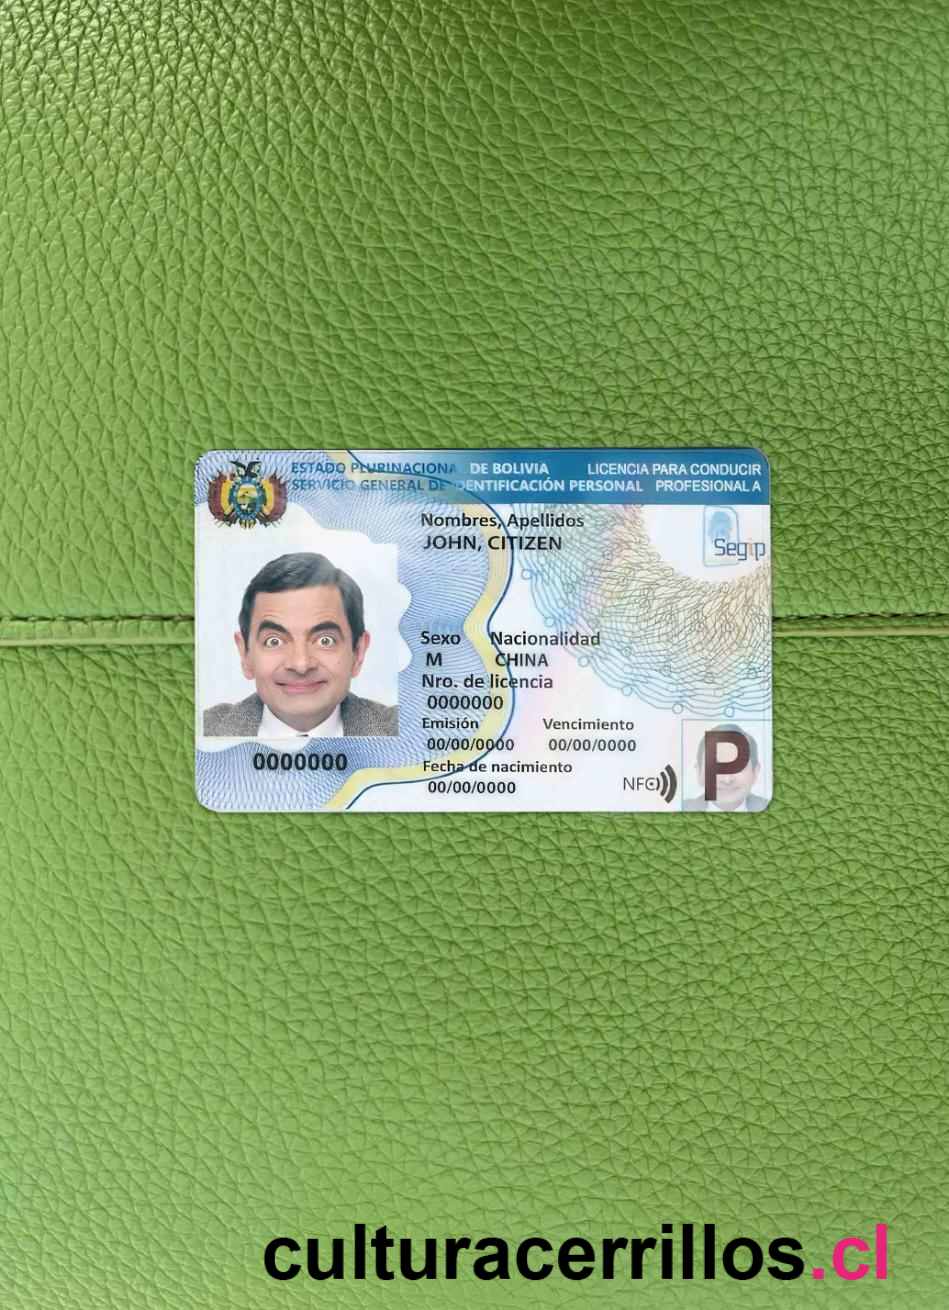 ESTADO PLURINACIONA DE BOLIVIA LICENCIA PARA CONDUCIR
SERVICIO GENERAL DE IDENTIFICACIÓN PERSONAL PROFESIONAL A
Nombres, Apellidos
JOHN, CITIZEN
Segip
Sexo Nacionalidad
M CHINA
Nro. de licencia
0000000
Emisión Vencimiento
00/00/0000 00/00/0000
0000000
Fecha de nacimiento
00/00/0000
NFC
P
culturacerrillos.cl